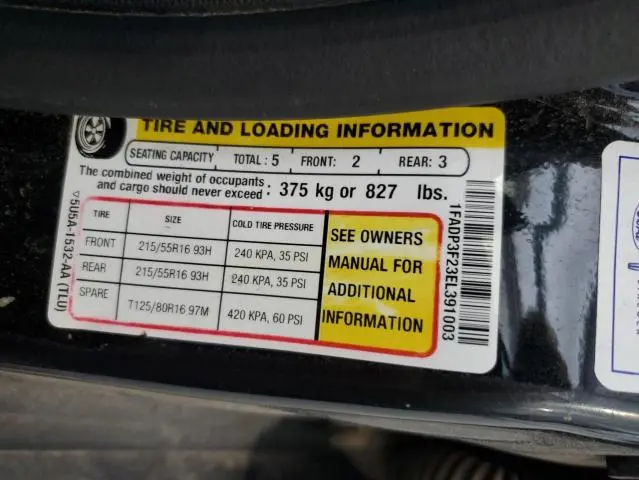 TIRE AND LOADING INFORMATION
SEATING CAPACITY TOTAL: 5 FRONT: 2 REAR: 3
The combined weight of occupants
and cargo should never exceed: 375 kg or 827 lbs.
TIRE SIZE COLD TIRE PRESSURE
FRONT 215/55R16 93H 240 KPA, 35 PSI
REAR 215/55R16 93H 240 KPA, 35 PSI
SPARE T125/80R16 97M 420 KPA, 60 PSI
SEE OWNERS
MANUAL FOR
ADDITIONAL
INFORMATION
5U5A-1532-AA (TLU)
1FADP3F23EL391003